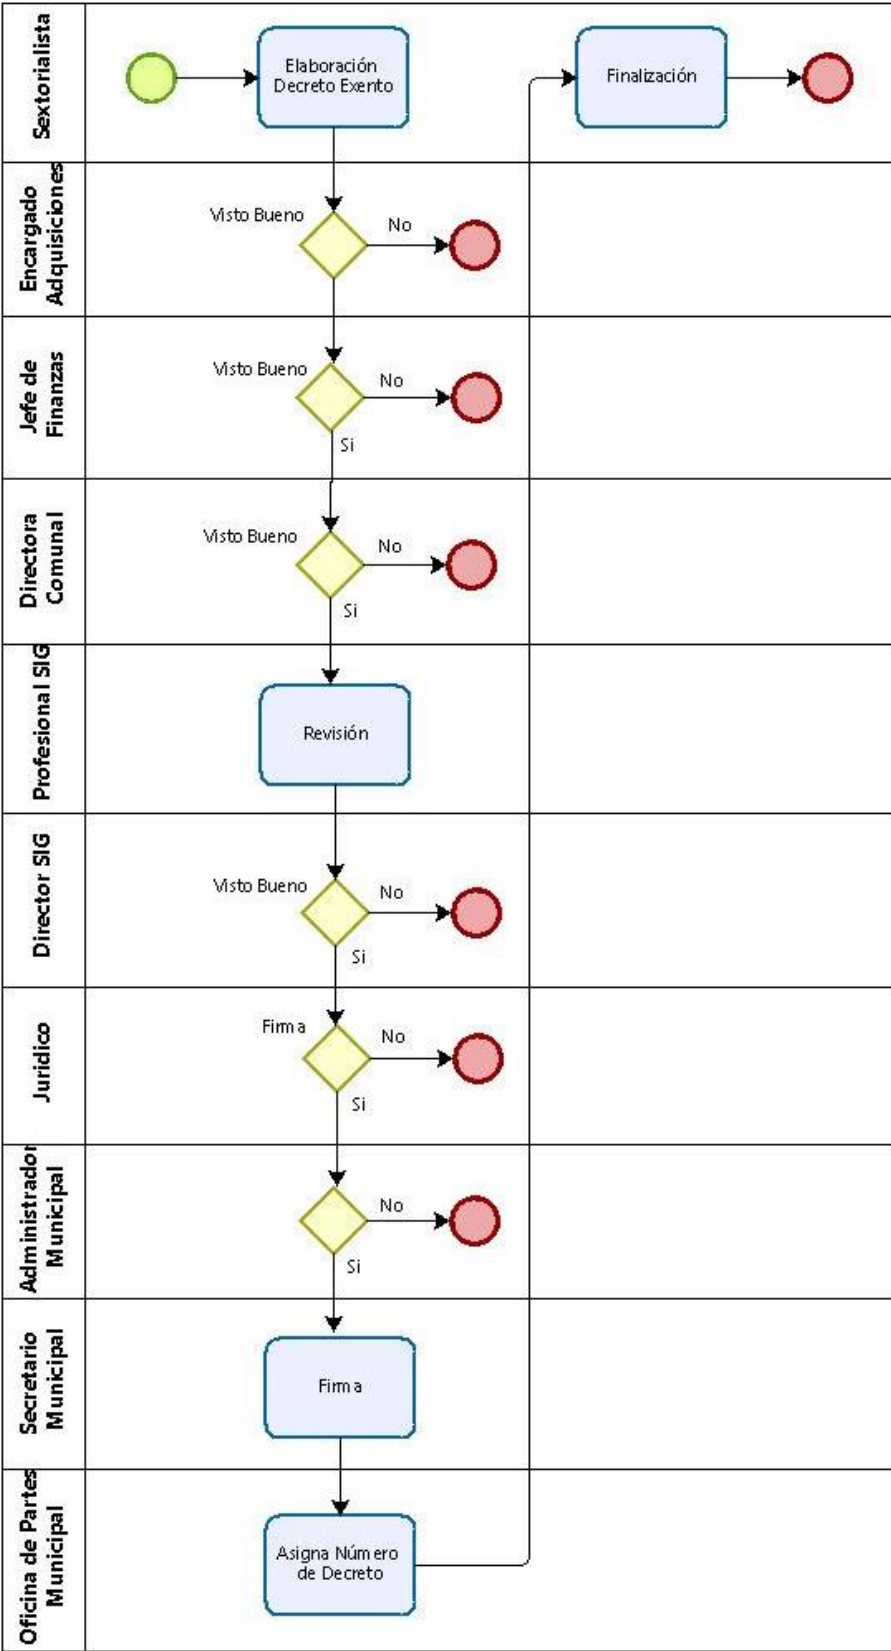 Sextorialista
Elaboración
Decreto Exento
Finalización
Encargado
Adquisiciones
Visto Bueno
No
Jefe de
Finanzas
Visto Bueno
No
Si
Directora
Comunal
Visto Bueno
No
Si
Profesional SIG
Revisión
Director SIG
Visto Bueno
No
Si
Juridico
Firma
No
Si
Administrador
Municipal
No
Si
Secretario
Municipal
Firma
Oficina de Partes
Municipal
Asigna Número
de Decreto